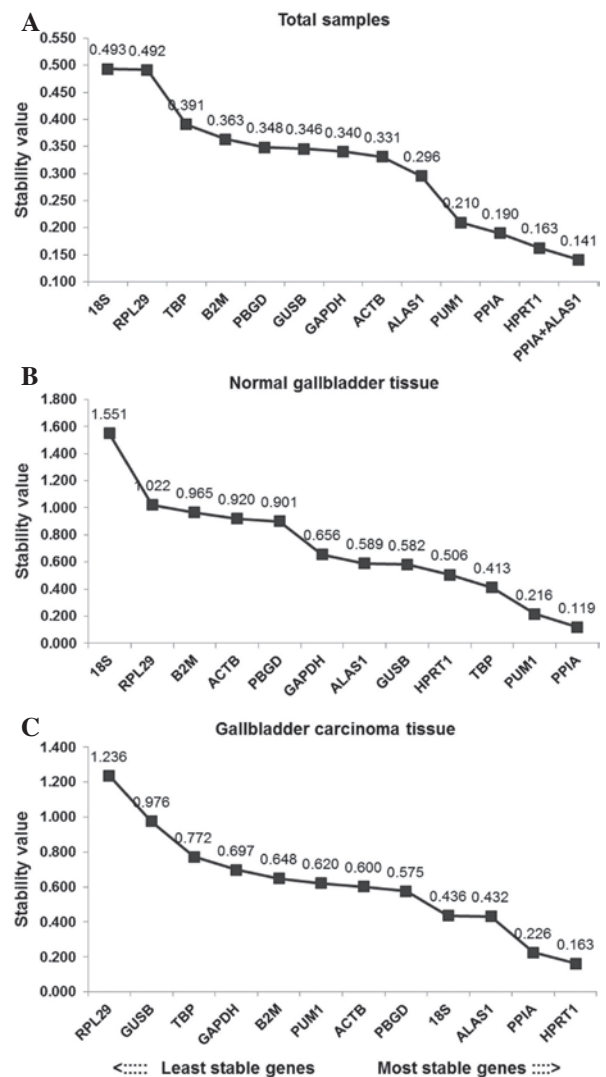 A
Total samples
Stability value
0.550
0.500
0.450
0.400
0.350
0.300
0.250
0.200
0.150
0.100
0.493
0.492
0.391
0.363
0.348
0.346
0.340
0.331
0.296
0.210
0.190
0.163
0.141
18S
RPL29
TBP
B2M
PBGD
GUSB
GAPDH
ACTB
ALAS1
PUM1
PPIA
HPRT1
PPIA+ALAS1
B
Normal gallbladder tissue
Stability value
1.800
1.600
1.400
1.200
1.000
0.800
0.600
0.400
0.200
0.000
1.551
1.022
0.965
0.920
0.901
0.656
0.589
0.582
0.506
0.413
0.216
0.119
18S
RPL29
B2M
ACTB
PBGD
GAPDH
ALAS1
GUSB
HPRT1
TBP
PUM1
PPIA
C
Gallbladder carcinoma tissue
Stability value
1.400
1.200
1.000
0.800
0.600
0.400
0.200
0.000
1.236
0.976
0.772
0.697
0.648
0.620
0.600
0.575
0.436
0.432
0.226
0.163
RPL29
GUSB
TBP
GAPDH
B2M
PUM1
ACTB
PBGD
18S
ALAS1
PPIA
HPRT1
<::::: Least stable genes Most stable genes ::::>